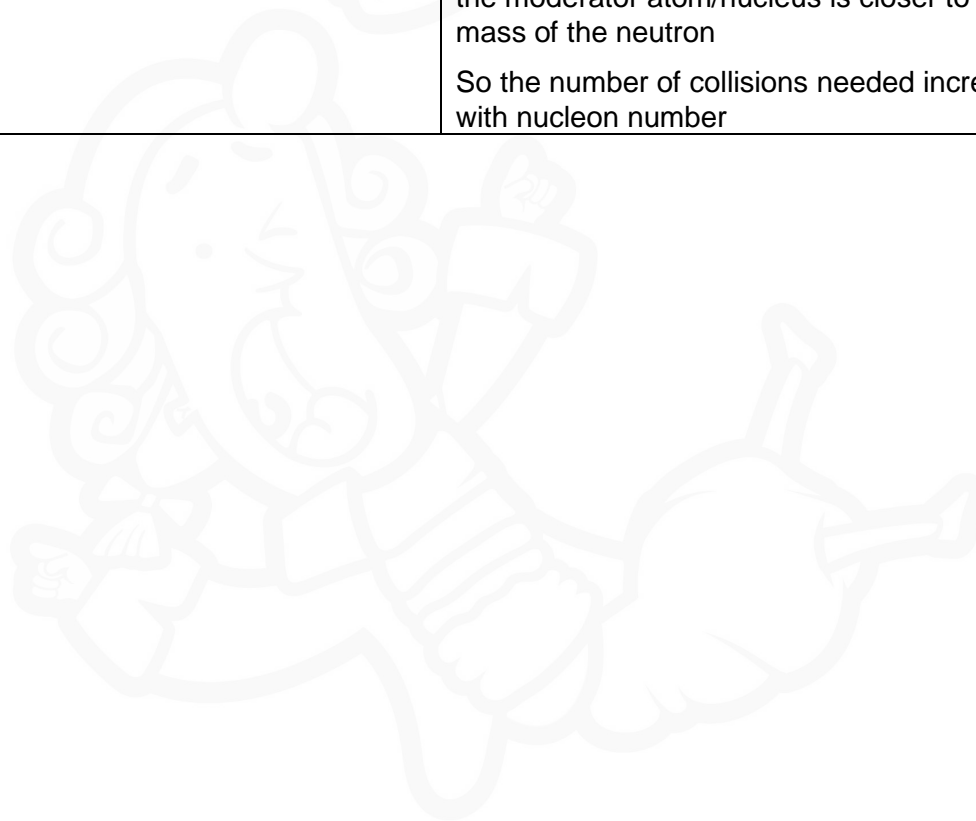 the moderator atom/nucleus is closer to
mass of the neutron
So the number of collisions needed incre
with nucleon number